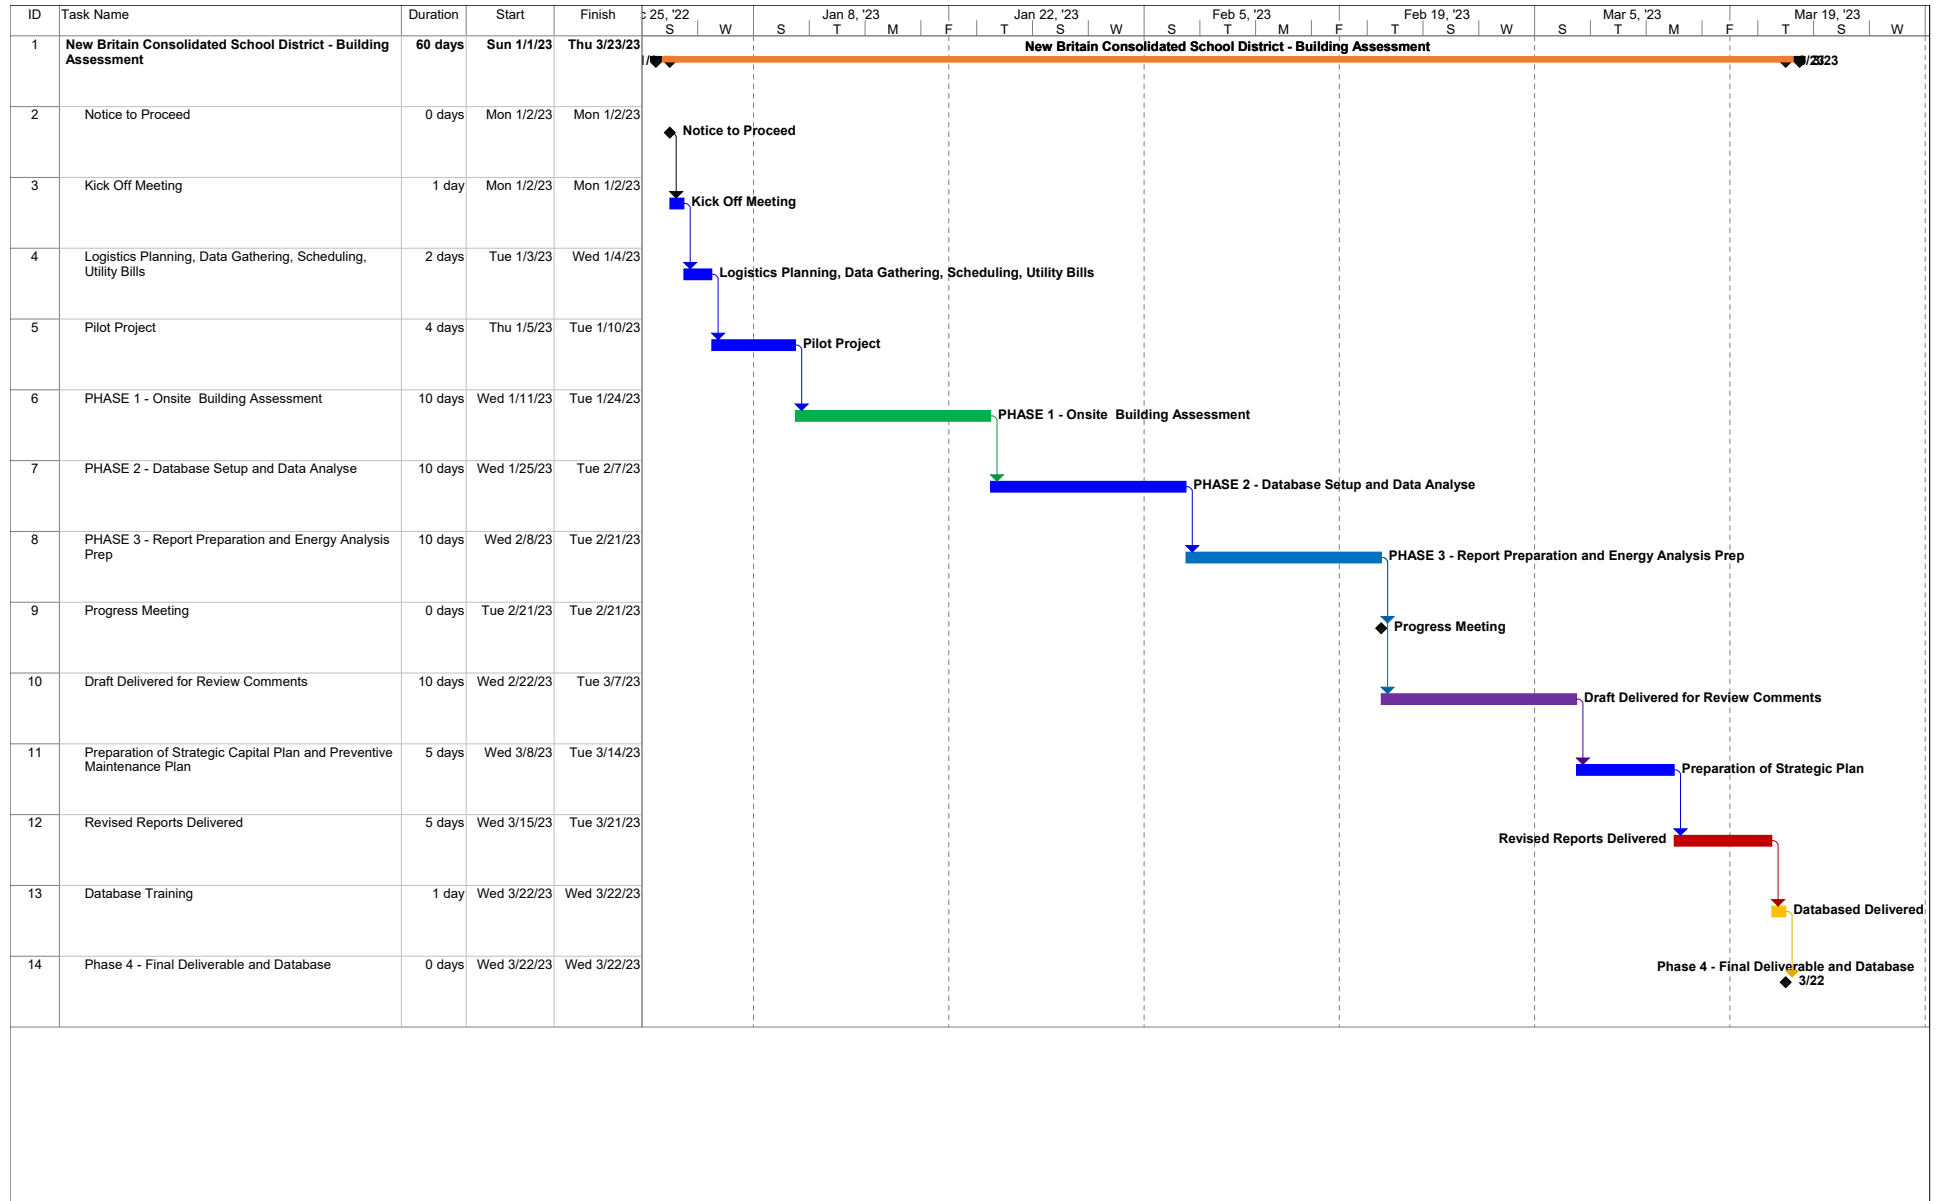 ID Task Name Duration Start Finish c 25, '22 Jan 8, '23 Jan 22, '23 Feb 5, '23 Feb 19, '23 Mar 5, '23 Mar 19, '23
S W S T M F T S W S T M F T S W S T M F T S W
1 New Britain Consolidated School District - Building 60 days Sun 1/1/23 Thu 3/23/23 New Britain Consolidated School District - Building Assessment
Assessment
2 Notice to Proceed 0 days Mon 1/2/23 Mon 1/2/23
Notice to Proceed
3 Kick Off Meeting 1 day Mon 1/2/23 Mon 1/2/23
Kick Off Meeting
4 Logistics Planning, Data Gathering, Scheduling, 2 days Tue 1/3/23 Wed 1/4/23
Utility Bills Logistics Planning, Data Gathering, Scheduling, Utility Bills
5 Pilot Project 4 days Thu 1/5/23 Tue 1/10/23
Pilot Project
6 PHASE 1 - Onsite Building Assessment 10 days Wed 1/11/23 Tue 1/24/23
PHASE 1 - Onsite Building Assessment
7 PHASE 2 - Database Setup and Data Analyse 10 days Wed 1/25/23 Tue 2/7/23
PHASE 2 - Database Setup and Data Analyse
8 PHASE 3 - Report Preparation and Energy Analysis 10 days Wed 2/8/23 Tue 2/21/23
Prep PHASE 3 - Report Preparation and Energy Analysis Prep
9 Progress Meeting 0 days Tue 2/21/23 Tue 2/21/23
Progress Meeting
10 Draft Delivered for Review Comments 10 days Wed 2/22/23 Tue 3/7/23
Draft Delivered for Review Comments
11 Preparation of Strategic Capital Plan and Preventive 5 days Wed 3/8/23 Tue 3/14/23
Maintenance Plan Preparation of Strategic Plan
12 Revised Reports Delivered 5 days Wed 3/15/23 Tue 3/21/23
Revised Reports Delivered
13 Database Training 1 day Wed 3/22/23 Wed 3/22/23
Databased Delivered
14 Phase 4 - Final Deliverable and Database 0 days Wed 3/22/23 Wed 3/22/23 Phase 4 - Final Deliverable and Database
3/22